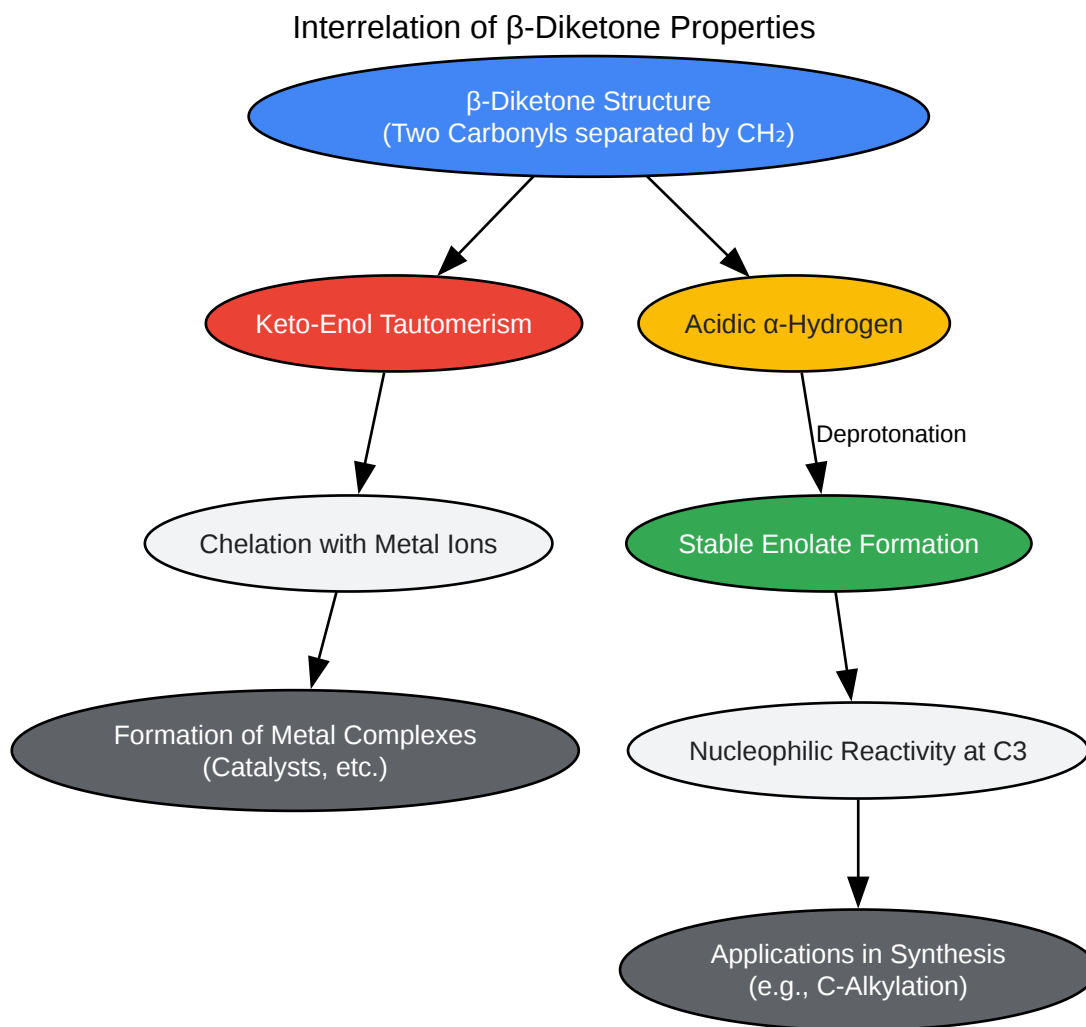 Interrelation of β-Diketone Properties
β-Diketone Structure
(Two Carbonyls separated by CH₂)
Keto-Enol Tautomerism
Acidic α-Hydrogen
Deprotonation
Chelation with Metal Ions
Stable Enolate Formation
Formation of Metal Complexes
(Catalysts, etc.)
Nucleophilic Reactivity at C3
Applications in Synthesis
(e.g., C-Alkylation)